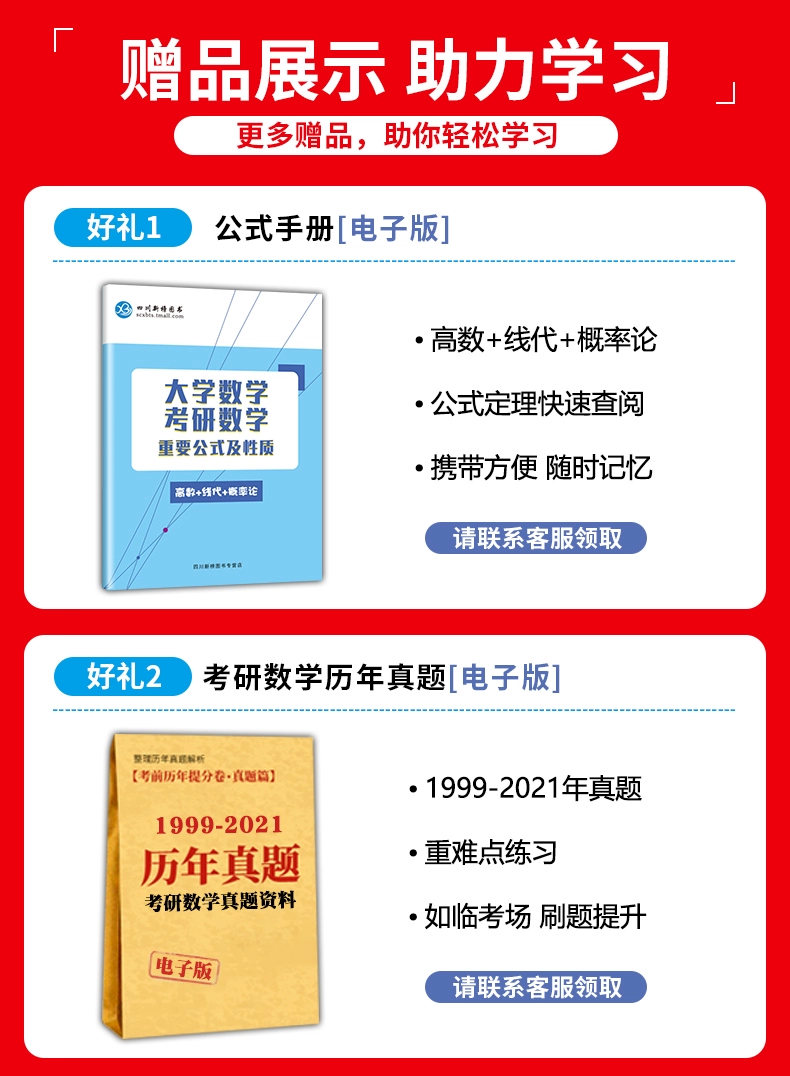 赠品展示 助力学习
更多赠品，助你轻松学习
好礼1 公式手册[电子版]
四川新榜图书
scxbts.tmall.com
大学数学
考研数学
重要公式及性质
高数+线代+概率论
四川新榜图书专营店
• 高数+线代+概率论
• 公式定理快速查阅
• 携带方便 随时记忆
请联系客服领取
好礼2 考研数学历年真题[电子版]
整理历年真题解析
【考前历年提分卷·真题篇】
1999-2021
历年真题
考研数学真题资料
电子版
• 1999-2021年真题
• 重难点练习
• 如临考场 刷题提升
请联系客服领取